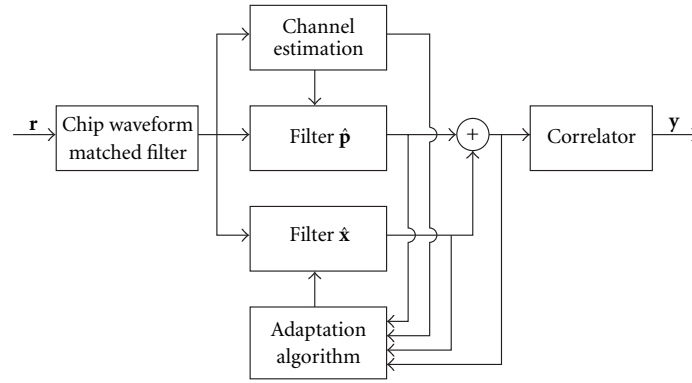 Channel
estimation
r
Chip waveform
matched filter
Filter p̂
+
Correlator
y
Filter x̂
Adaptation
algorithm